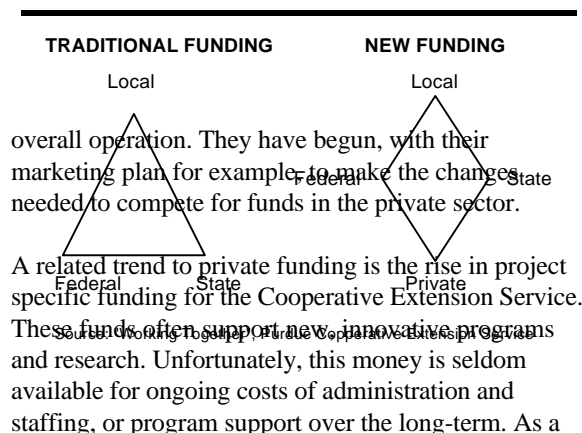 TRADITIONAL FUNDING NEW FUNDING
Local Local
overall operation. They have begun, with their
marketing plan for example, to make the changes
Federal State
needed to compete for funds in the private sector.
A related trend to private funding is the rise in project
Federal State Private
specific funding for the Cooperative Extension Service.
These funds often support new, innovative programs
Source: "Working Together", Purdue Cooperative Extension Service
and research. Unfortunately, this money is seldom
available for ongoing costs of administration and
staffing, or program support over the long-term. As a